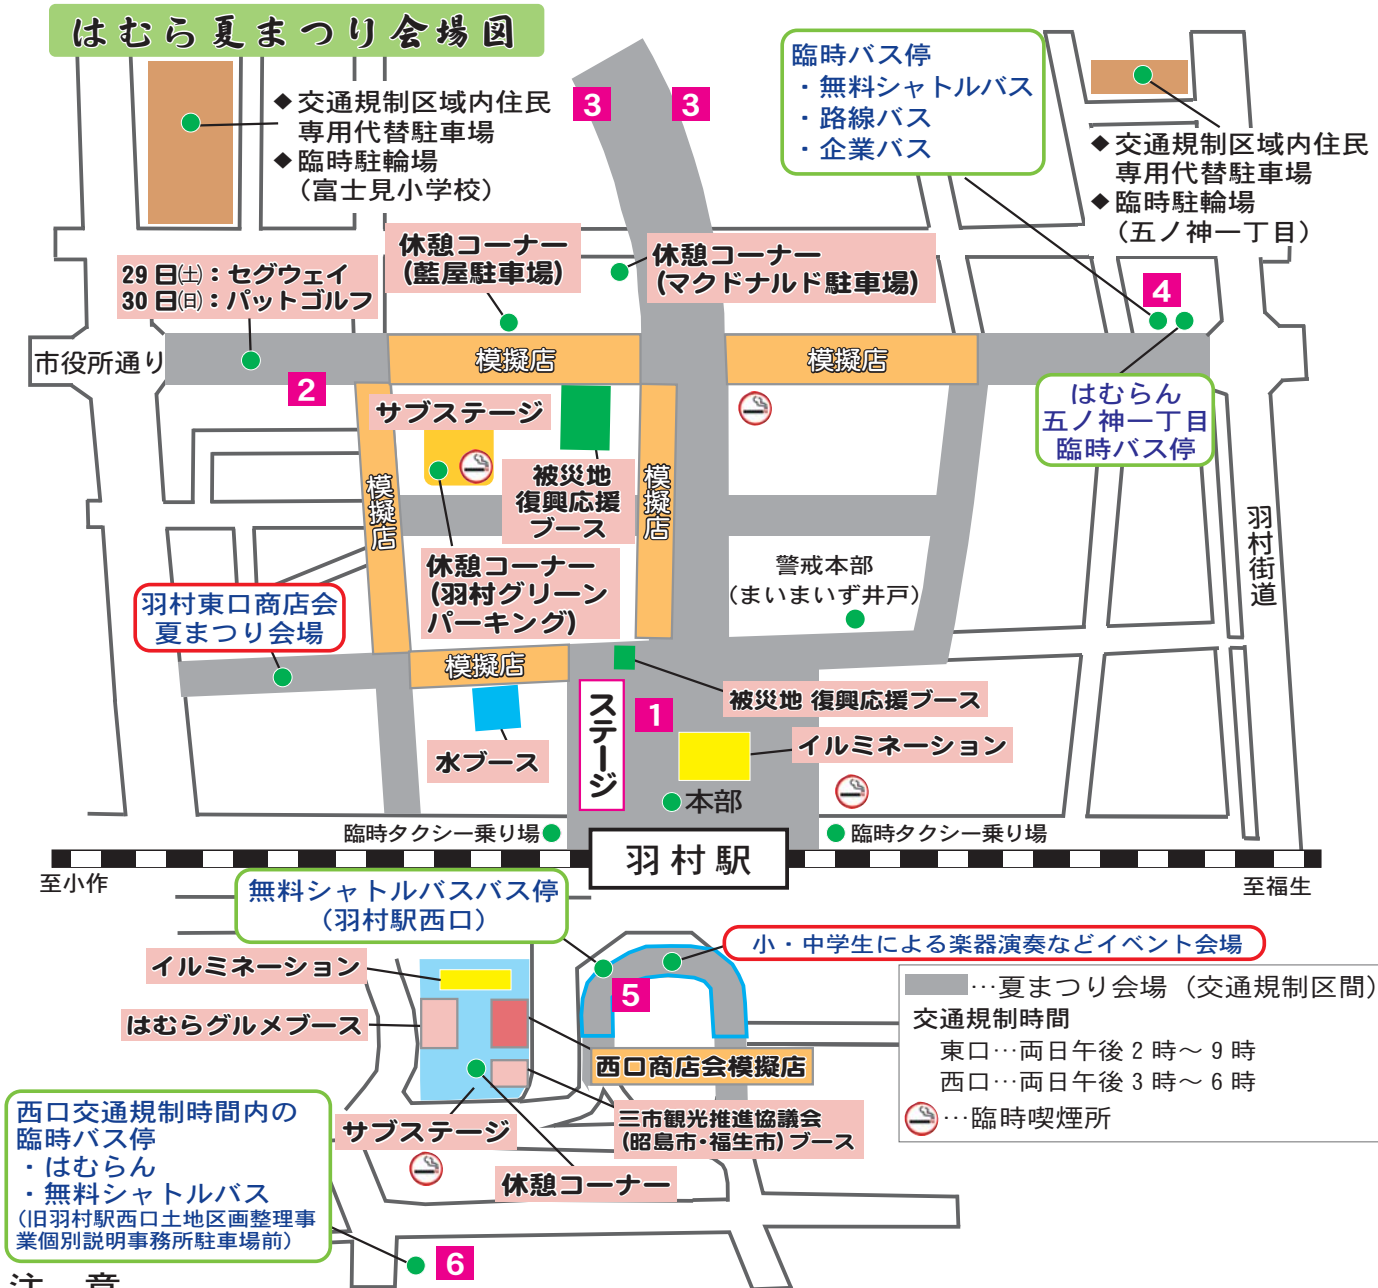 はむら夏まつり会場図
◆交通規制区域内住民
専用代替駐車場
◆臨時駐輪場
(富士見小学校)
3
3
臨時バス停
・無料シャトルバス
・路線バス
・企業バス
◆交通規制区域内住民
専用代替駐車場
◆臨時駐輪場
(五ノ神一丁目)
29日(土):セグウェイ
30日(日):パットゴルフ
休憩コーナー
(藍屋駐車場)
休憩コーナー
(マクドナルド駐車場)
4
市役所通り
模擬店
模擬店
2
はむらん
五ノ神一丁目
臨時バス停
サブステージ
模擬店
被災地
復興応援
ブース
模擬店
羽村街道
休憩コーナー
(羽村グリーン
パーキング)
警戒本部
(まいまいず井戸)
羽村東口商店会
夏まつり会場
模擬店
被災地 復興応援ブース
ステージ
1
水ブース
イルミネーション
本部
臨時タクシー乗り場
臨時タクシー乗り場
羽村駅
至小作
至福生
無料シャトルバスバス停
(羽村駅西口)
小・中学生による楽器演奏などイベント会場
イルミネーション
5
はむらグルメブース
西口商店会模擬店
…夏まつり会場(交通規制区間)
交通規制時間
東口…両日午後2時～9時
西口…両日午後3時～6時
…臨時喫煙所
西口交通規制時間内の
臨時バス停
・はむらん
・無料シャトルバス
(旧羽村駅西口土地区画整理事
業個別説明事務所駐車場前)
サブステージ
三市観光推進協議会
(昭島市・福生市)ブース
休憩コーナー
6
注 意